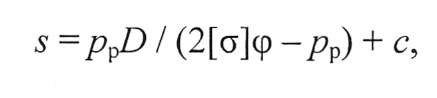 s = pₚD / (2[σ]φ – pₚ) + c,